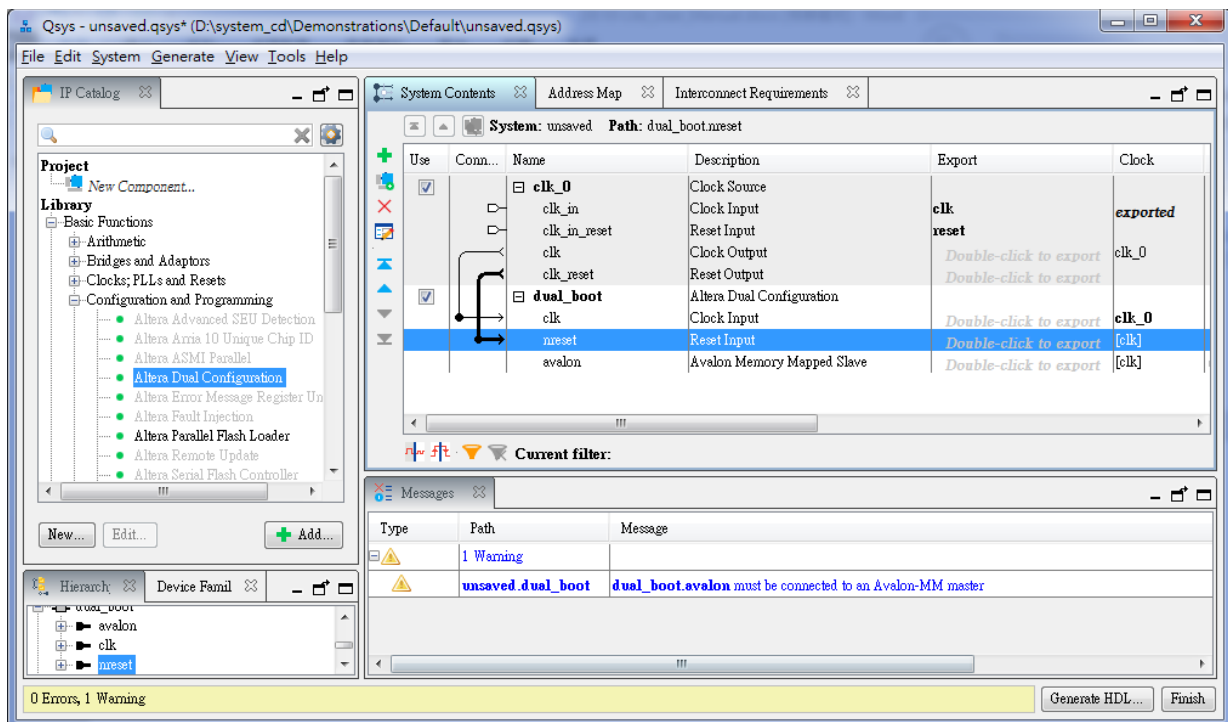 Qsys - unsaved.qsys* (D:\system_cd\Demonstrations\Default\unsaved.qsys)
File Edit System Generate View Tools Help
IP Catalog
Project
New Component...
Library
Basic Functions
Arithmetic
Bridges and Adaptors
Clocks; PLLs and Resets
Configuration and Programming
Altera Advanced SEU Detection
Altera Arria 10 Unique Chip ID
Altera ASMI Parallel
Altera Dual Configuration
Altera Error Message Register Un
Altera Fault Injection
Altera Parallel Flash Loader
Altera Remote Update
Altera Serial Flash Controller
New... Edit... Add...
Hierarch Device Famil
dual_boot
avalon
clk
nreset
System Contents Address Map Interconnect Requirements
System: unsaved Path: dual_boot.nreset
Use Conn... Name Description Export Clock
clk_0 Clock Source
clk_in Clock Input clk exported
clk_in_reset Reset Input reset
clk Clock Output Double-click to export clk_0
clk_reset Reset Output Double-click to export
dual_boot Altera Dual Configuration
clk Clock Input Double-click to export clk_0
nreset Reset Input Double-click to export [clk]
avalon Avalon Memory Mapped Slave Double-click to export [clk]
Current filter:
Messages
Type Path Message
1 Warning
unsaved.dual_boot dual_boot.avalon must be connected to an Avalon-MM master
0 Errors, 1 Warning
Generate HDL... Finish